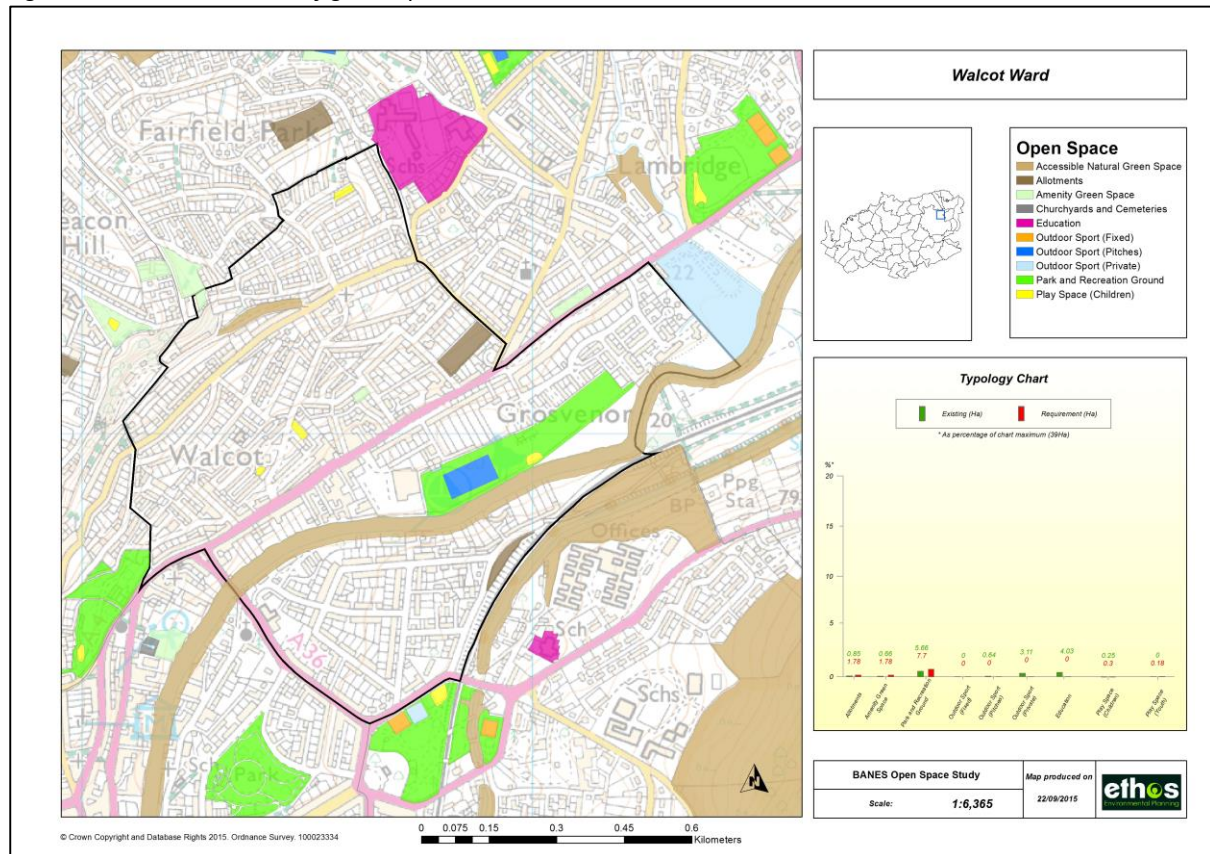 Walcot Ward
Fairfield Park
Schs
Lambridge
eacon
Hill
22
Grosvenor
20
Walcot
Ppg
Sta
BP
79
Offices
A36
Sch
Schs
A4
Sch
Park
N
Open Space
Accessible Natural Green Space
Allotments
Amenity Green Space
Churchyards and Cemeteries
Education
Outdoor Sport (Fixed)
Outdoor Sport (Pitches)
Outdoor Sport (Private)
Park and Recreation Ground
Play Space (Children)
Typology Chart
Existing (Ha) Requirement (Ha)
* As percentage of chart maximum (39Ha)
%*
20
15
10
5
0
0.85 0.66 5.66 0 0.64 3.11 4.03 0.25 0
1.78 1.78 7.7 0 0 0 0 0.3 0.18
Allotments
Amenity Green
Space
Park and Recreation
Ground
Outdoor Sport
(Fixed)
Outdoor Sport
(Pitches)
Outdoor Sport
(Private)
Education
Play Space
(Children)
Play Space
(Youth)
BANES Open Space Study
Scale: 1:6,365
Map produced on
22/09/2015
ethos
Environmental Planning
© Crown Copyright and Database Rights 2015. Ordnance Survey. 100023334
0 0.075 0.15 0.3 0.45 0.6
Kilometers